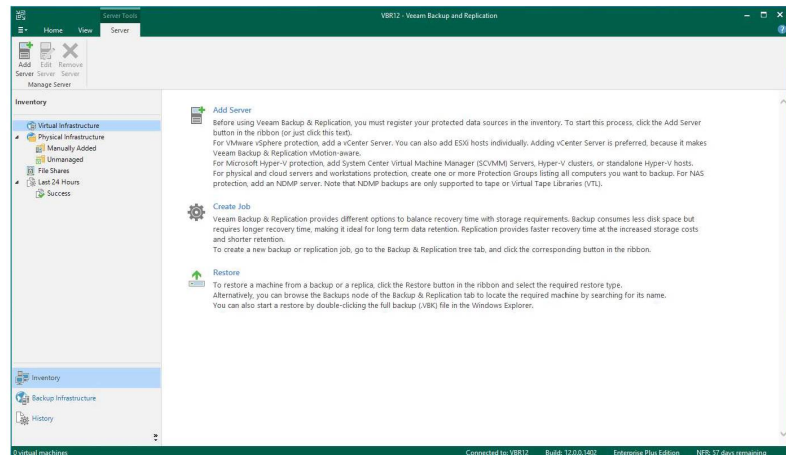 Server Tools
VBR12 - Veeam Backup and Replication
Home View Server
Add Server
Edit Server
Remove Server
Manage Server
Inventory
Virtual Infrastructure
Physical Infrastructure
Manually Added
Unmanaged
File Shares
Last 24 Hours
Success
Add Server
Before using Veeam Backup & Replication, you must register your protected data sources in the inventory. To start this process, click the Add Server
button in the ribbon (or just click this text).
For VMware vSphere protection, add a vCenter Server. You can also add ESXi hosts individually. Adding vCenter Server is preferred, because it makes
Veeam Backup & Replication vMotion-aware.
For Microsoft Hyper-V protection, add System Center Virtual Machine Manager (SCVMM) Servers, Hyper-V clusters, or standalone Hyper-V hosts.
For physical and cloud servers and workstations protection, create one or more Protection Groups listing all computers you want to backup. For NAS
protection, add an NDMP server. Note that NDMP backups are only supported to tape or Virtual Tape Libraries (VTL).
Create Job
Veeam Backup & Replication provides different options to balance recovery time with storage requirements. Backup consumes less disk space but
requires longer recovery time, making it ideal for long term data retention. Replication provides faster recovery time at the increased storage costs
and shorter retention.
To create a new backup or replication job, go to the Backup & Replication tree tab, and click the corresponding button in the ribbon.
Restore
To restore a machine from a backup or a replica, click the Restore button in the ribbon and select the required restore type.
Alternatively, you can browse the Backups node of the Backup & Replication tab to locate the required machine by searching for its name.
You can also start a restore by double-clicking the full backup (.VBK) file in the Windows Explorer.
Inventory
Backup Infrastructure
History
0 virtual machines
Connected to: VBR12 Build: 12.0.0.1402 Enterprise Plus Edition NFR: 57 days remaining